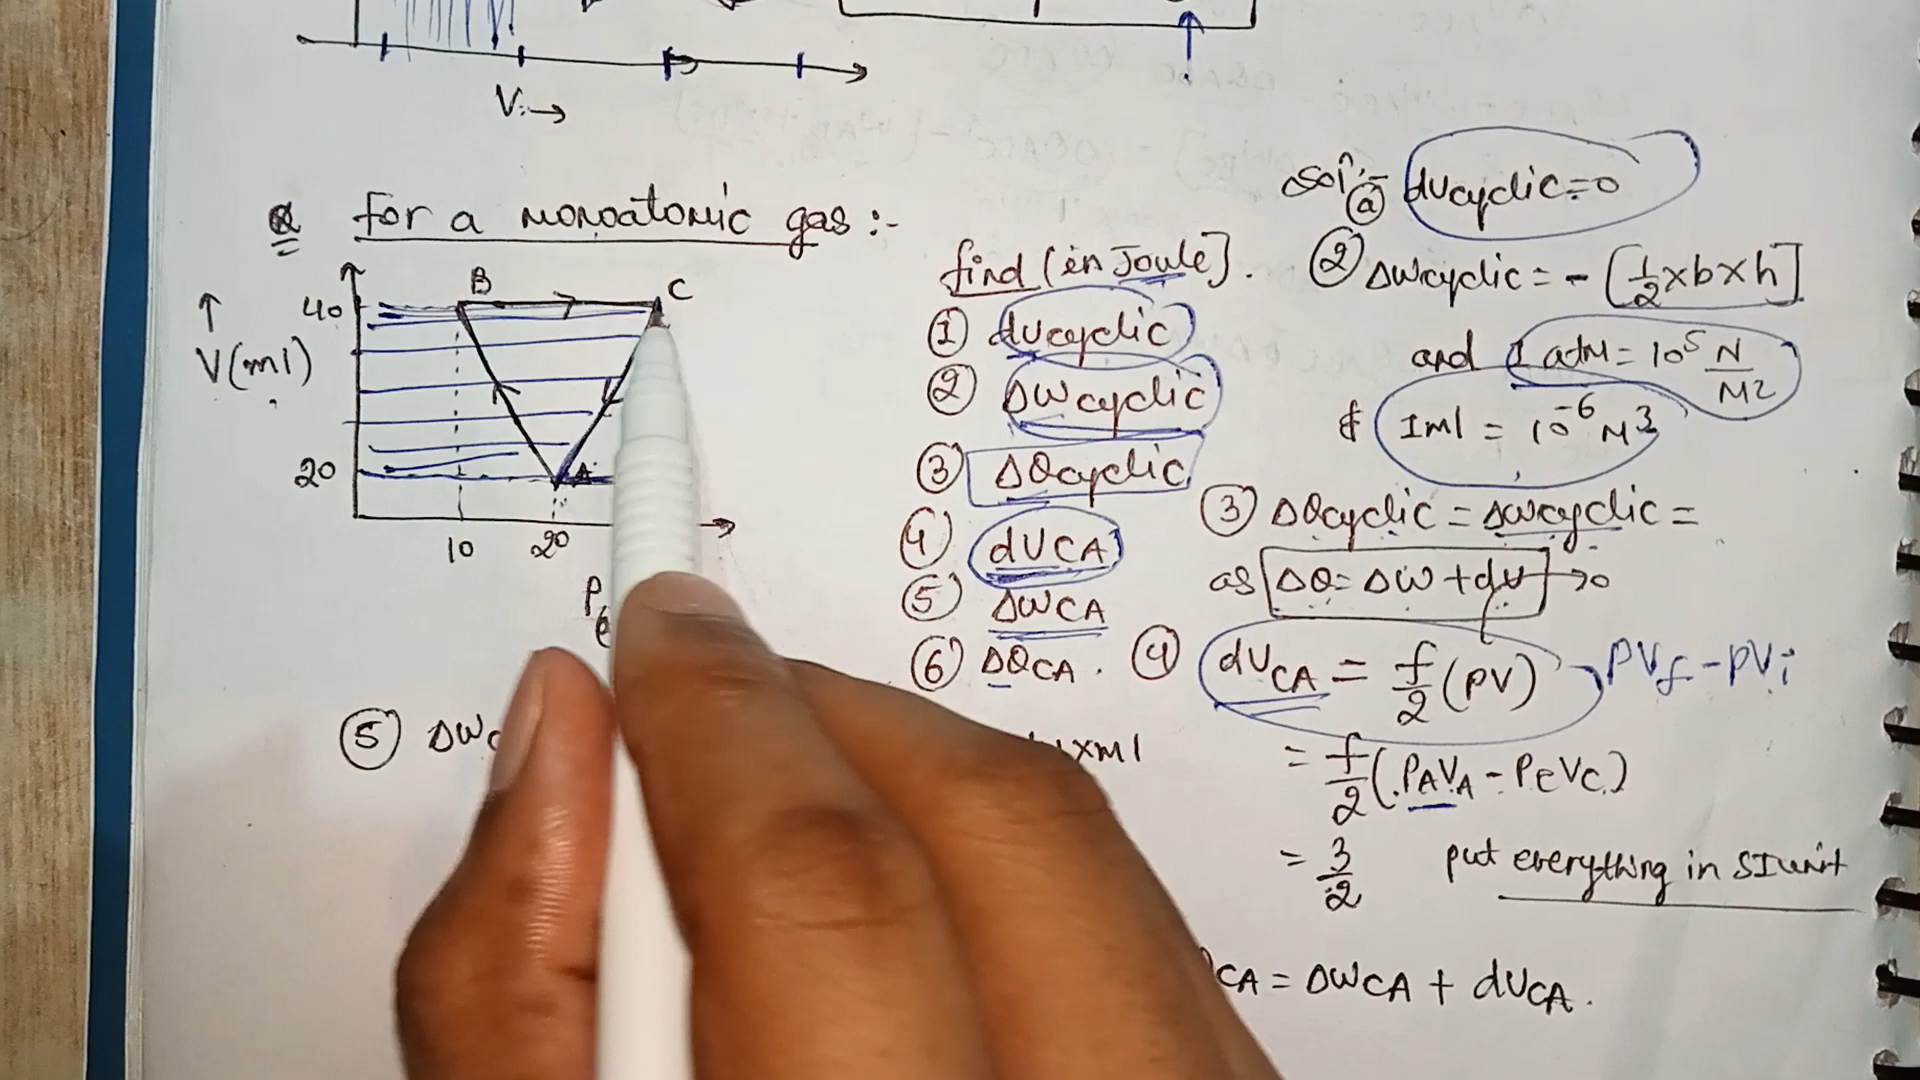 V→
Q for a monoatomic gas :-
B
C
40
↑
V(ml)
20
A
10 20
P
find (in Joule].
① dUcyclic
② ΔWcyclic
③ ΔQcyclic
④ dUCA
⑤ ΔWCA
⑥ ΔQCA.
Solⁿ:- ⓐ dUcyclic=0
② ΔWcyclic = - [1/2 × b × h]
and 1 atm = 10⁵ N/M2
& 1ml = 10⁻⁶ M³
③ ΔQcyclic = ΔWcyclic =
as ΔQ = ΔW + dU → 0
④ dUCA = f/2 (PV) PVf - PVi
= f/2 (PAVA - PCVC)
= 3/2 put everything in SI unit
⑤ ΔW
×ml
CA = ΔWCA + dUCA.